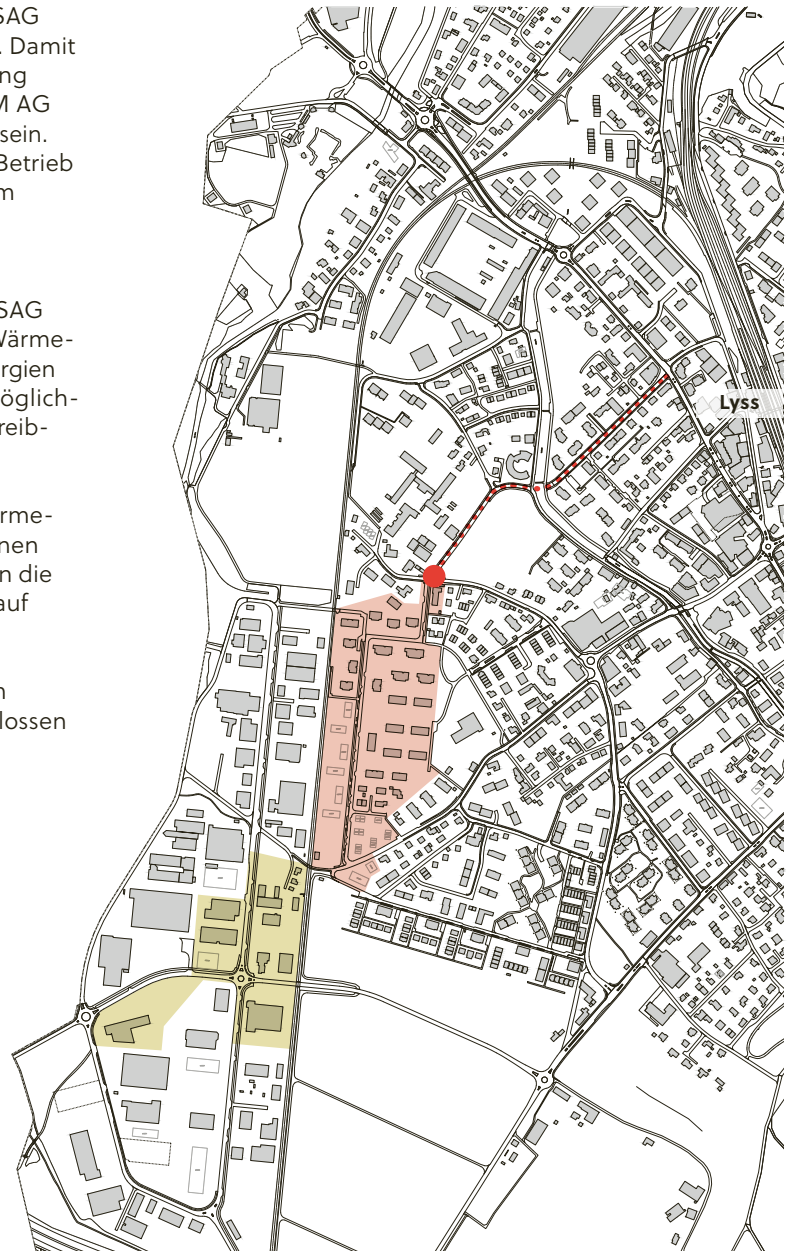 SAG
. Damit
ng
M AG
sein.
Betrieb
m
SAG
Wärme-
rgien
öglich-
reib-
rme-
nen
n die
auf
n
lossen
Lyss